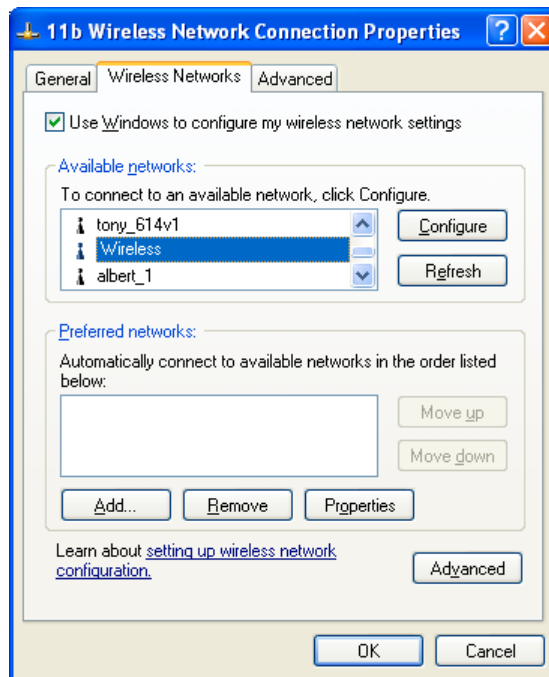 11b Wireless Network Connection Properties
General Wireless Networks Advanced
Use Windows to configure my wireless network settings
Available networks:
To connect to an available network, click Configure.
tony_614v1
Wireless
albert_1
Configure
Refresh
Preferred networks:
Automatically connect to available networks in the order listed
below:
Move up
Move down
Add... Remove Properties
Learn about setting up wireless network
configuration.
Advanced
OK Cancel